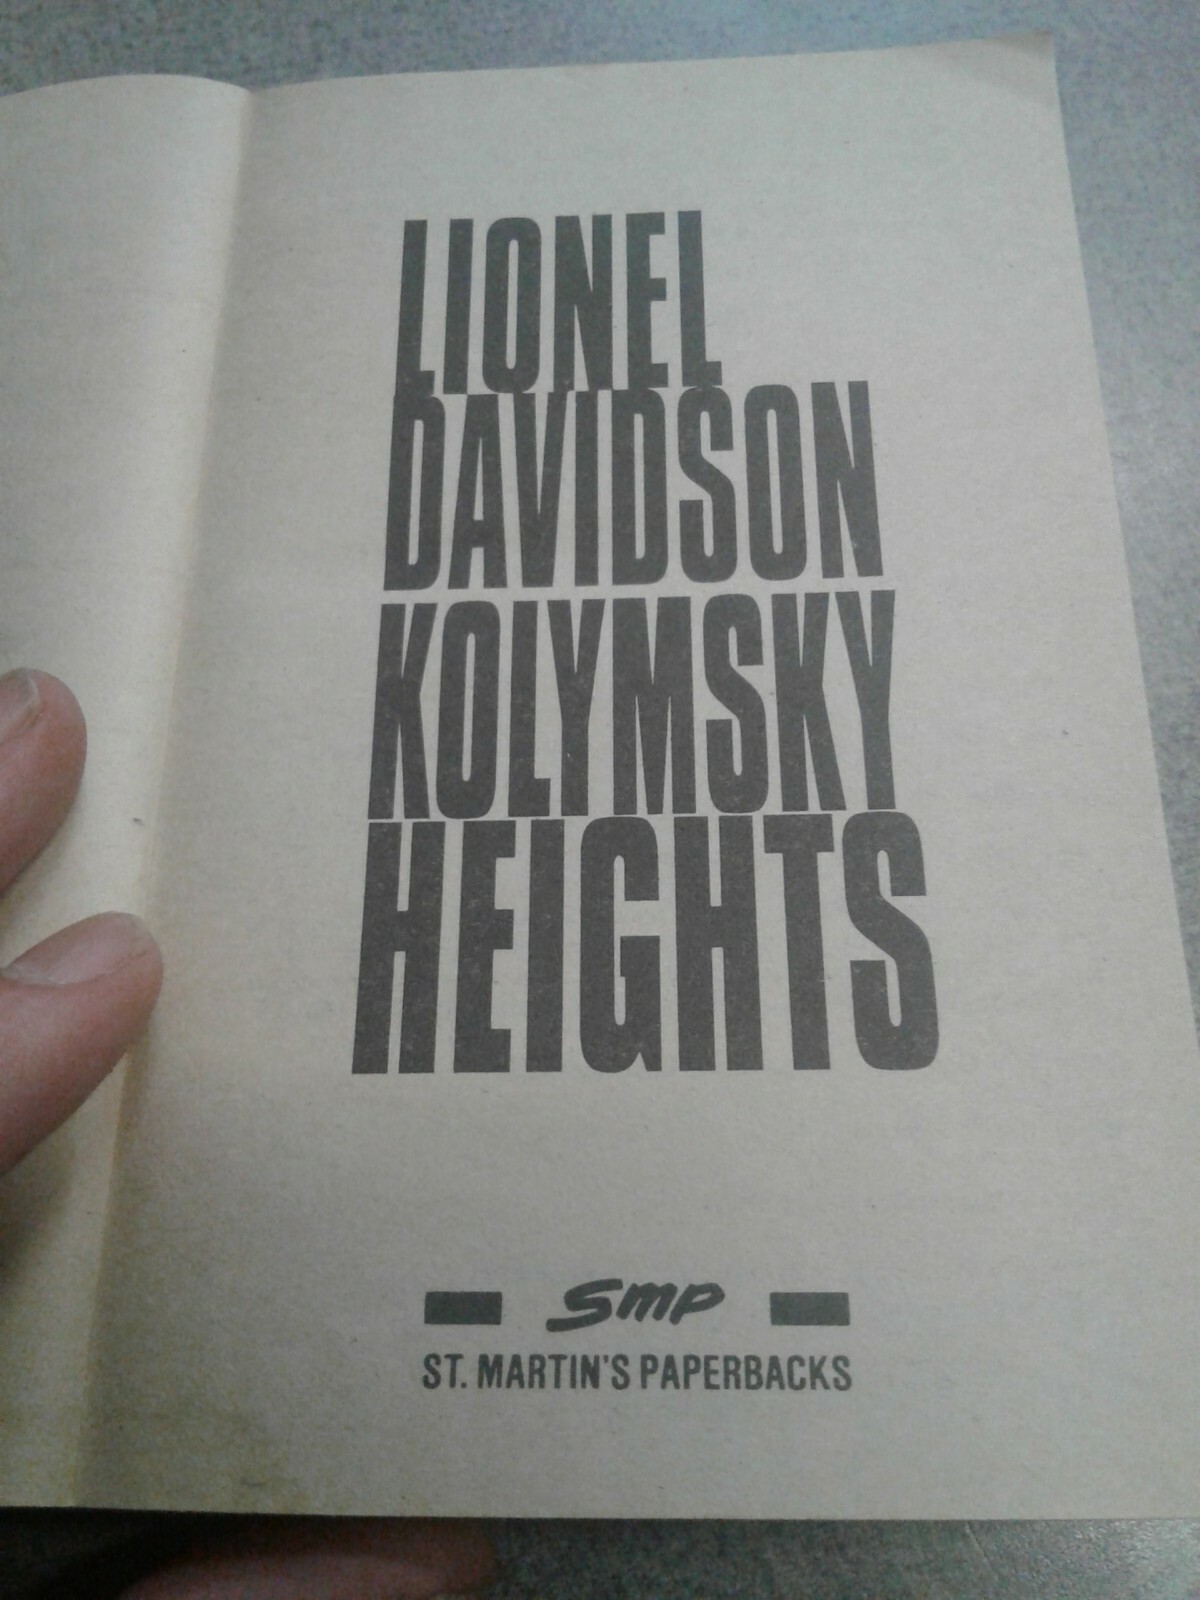 LIONEL
DAVIDSON
KOLYMSKY
HEIGHTS
SMP
ST. MARTIN'S PAPERBACKS